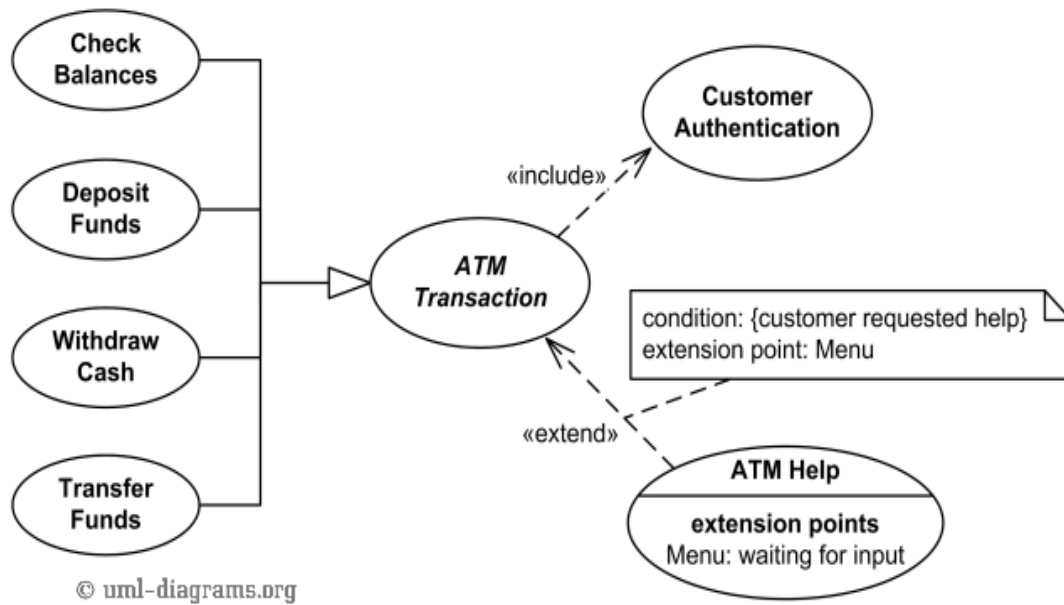 Check
Balances
Deposit
Funds
Withdraw
Cash
Transfer
Funds
ATM
Transaction
«include»
Customer
Authentication
condition: {customer requested help}
extension point: Menu
«extend»
ATM Help
extension points
Menu: waiting for input
© uml-diagrams.org